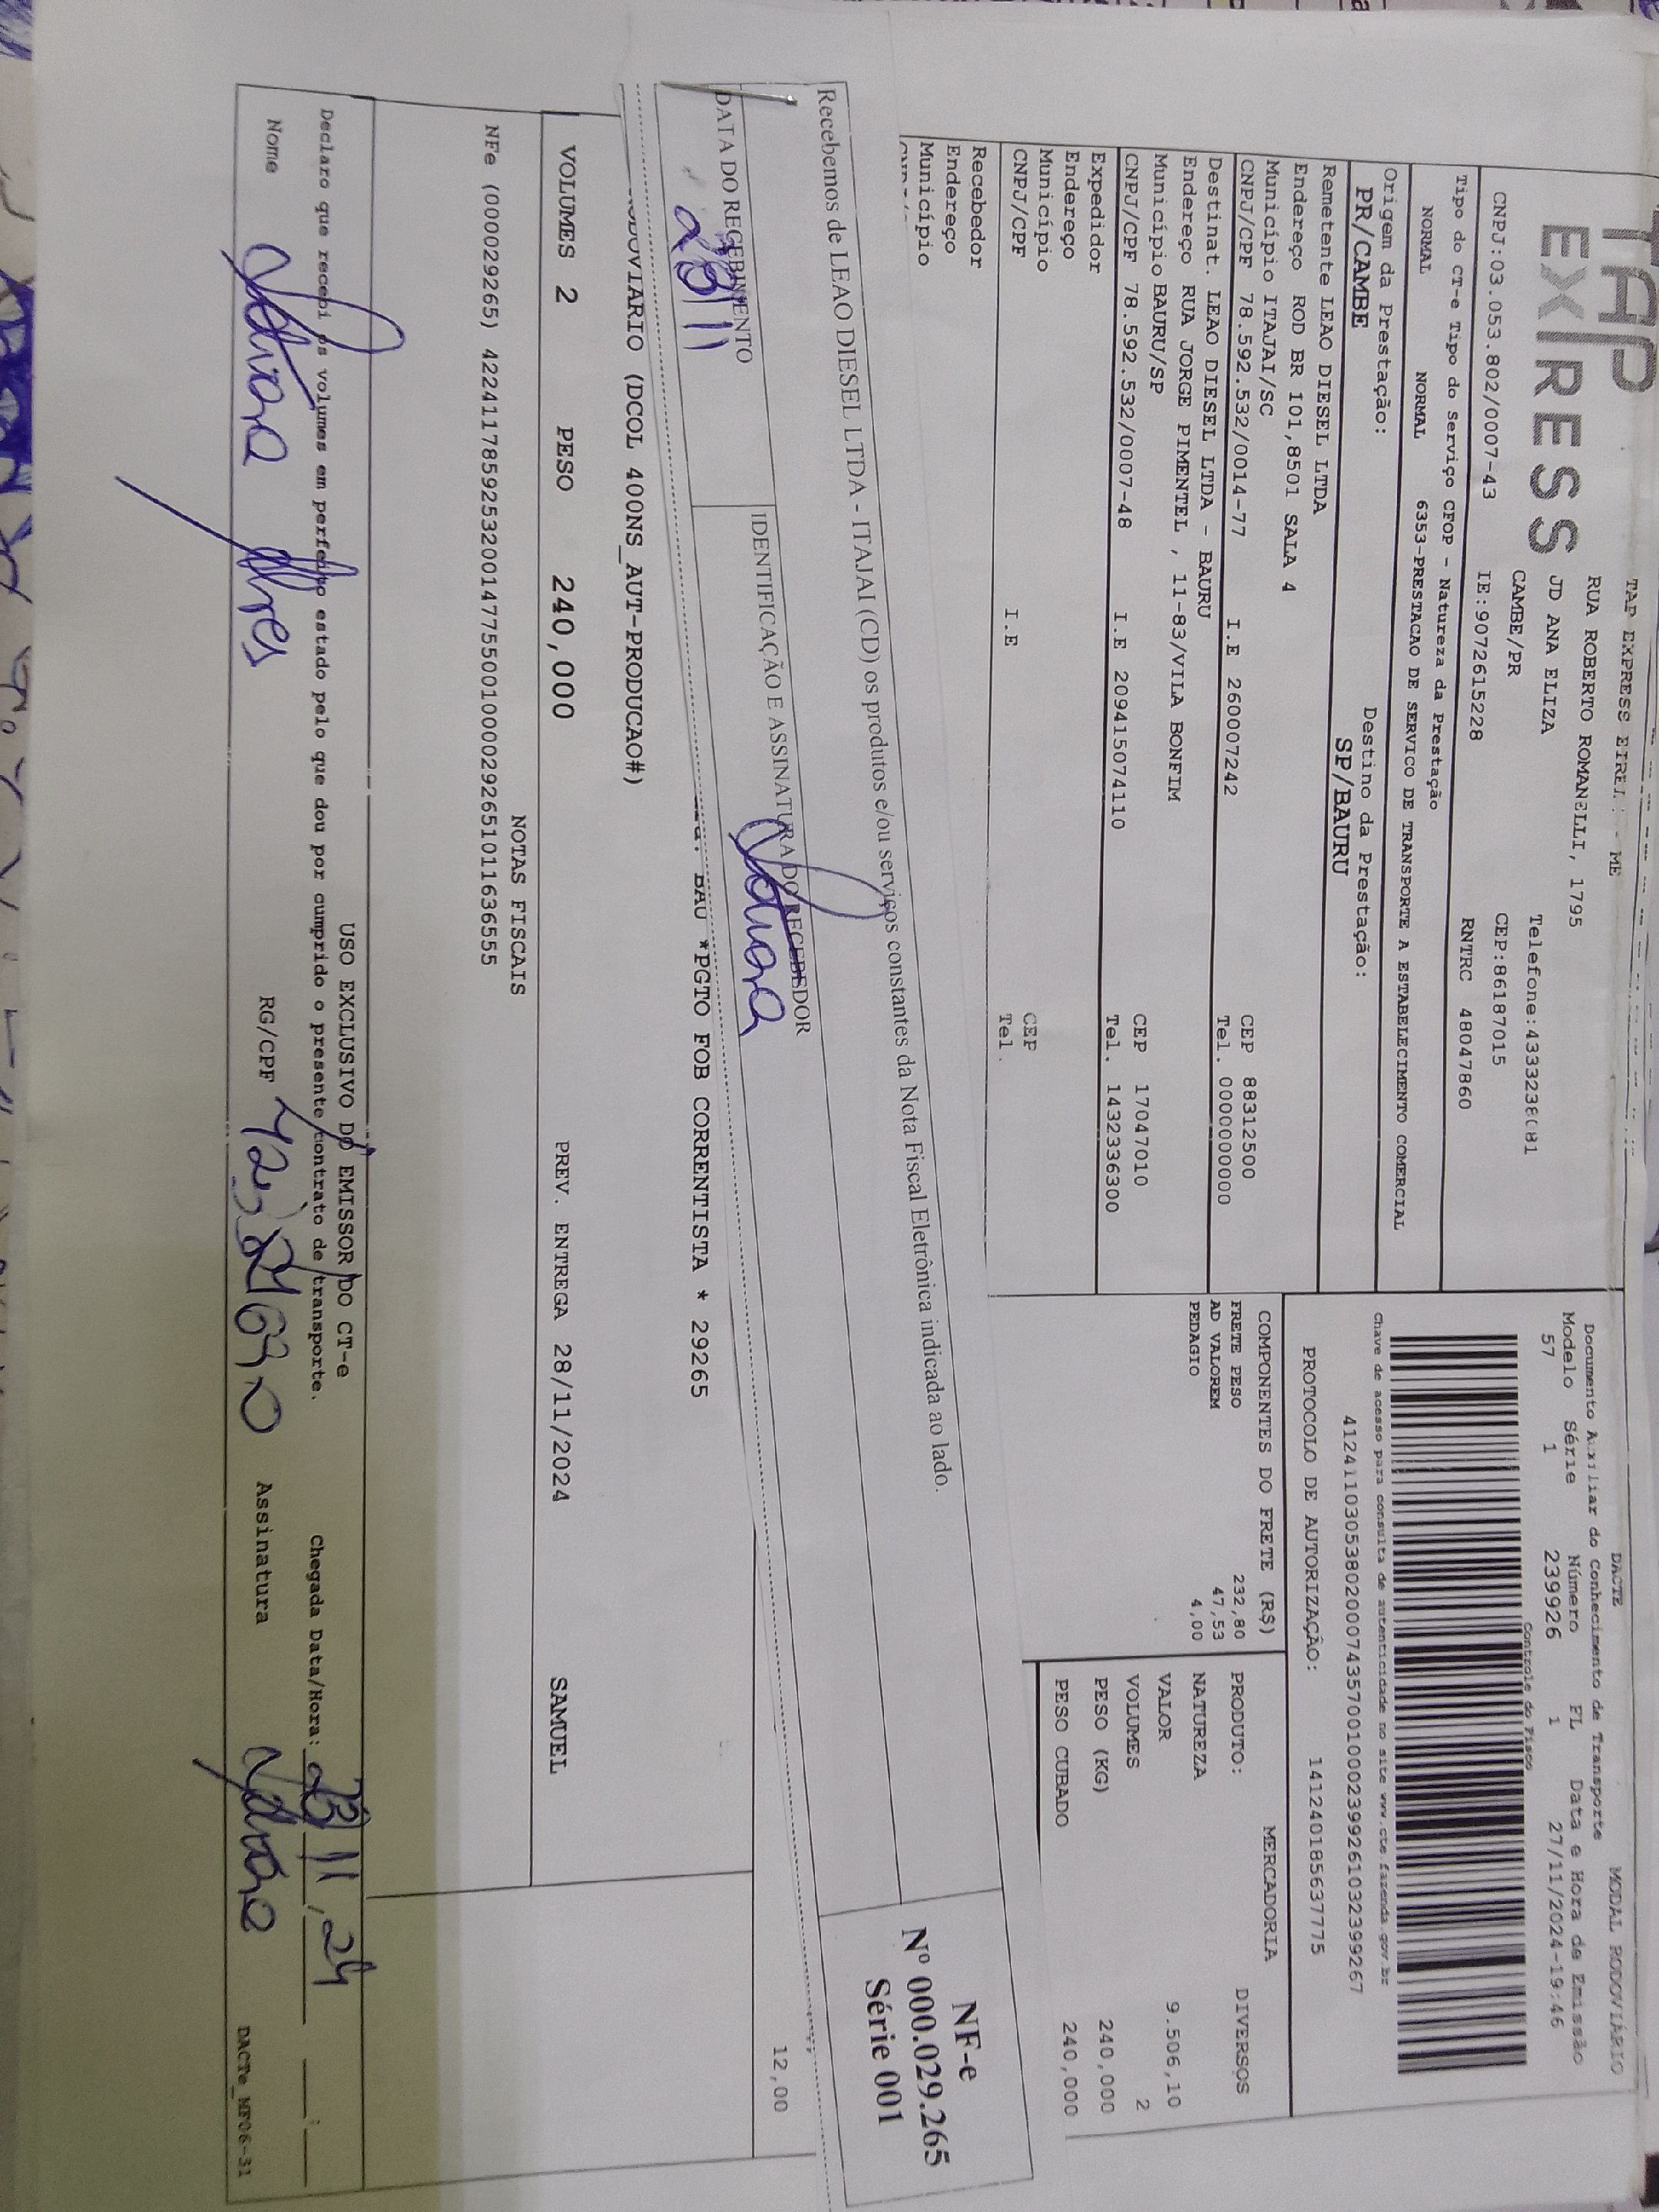 TAP
EXPRESS
TAP EXPRESS EIRELI - ME
RUA ROBERTO ROMANELLI, 1795
JD ANA ELIZA Telefone:4333238081
CAMBE/PR CEP:86187015
CNPJ:03.053.802/0007-43 IE:9072615228 RNTRC 48047860
Tipo do CT-e Tipo do Serviço CFOP - Natureza da Prestação
NORMAL NORMAL 6353-PRESTACAO DE SERVICO DE TRANSPORTE A ESTABELECIMENTO COMERCIAL
Origem da Prestação: Destino da Prestação:
PR/CAMBE SP/BAURU
Remetente LEAO DIESEL LTDA
Endereço ROD BR 101,8501 SALA 4
Município ITAJAI/SC CEP 88312500
CNPJ/CPF 78.592.532/0014-77 I.E 260007242 Tel. 0000000000
Destinat. LEAO DIESEL LTDA - BAURU
Endereço RUA JORGE PIMENTEL , 11-83/VILA BONFIM
Município BAURU/SP CEP 17047010
CNPJ/CPF 78.592.532/0007-48 I.E 209415074110 Tel. 1432336300
Expedidor
Endereço
Município CEP
CNPJ/CPF I.E Tel.
Recebedor
Endereço
Município
DACTE MODAL RODOVIÁRIO
Documento Auxiliar do Conhecimento de Transporte
Modelo Série Número FL Data e Hora de Emissão
57 1 239926 1 27/11/2024-19:46
Controle do Fisco
Chave de acesso para consulta de autenticidade no site www.cte.fazenda.gov.br
41241103053802000743570010002399261032399267
PROTOCOLO DE AUTORIZAÇÃO: 141240185637775
COMPONENTES DO FRETE (R$)
FRETE PESO 232,80
AD VALOREM 47,53
PEDAGIO 4,00
MERCADORIA
PRODUTO: DIVERSOS
NATUREZA
VALOR 9.506,10
VOLUMES 2
PESO (KG) 240,000
PESO CUBADO 240,000
Recebemos de LEAO DIESEL LTDA - ITAJAI (CD) os produtos e/ou serviços constantes da Nota Fiscal Eletrônica indicada ao lado.
NF-e
Nº 000.029.265
Série 001
DATA DO RECEBIMENTO IDENTIFICAÇÃO E ASSINATURA DO RECEBEDOR
28 11
12,00
BAU *PGTO FOB CORRENTISTA * 29265
(DCOL 400NS_AUT-PRODUCAO#)
VOLUMES 2 PESO 240,000 PREV. ENTREGA 28/11/2024 SAMUEL
NOTAS FISCAIS
NFe (000029265) 42241178592532001477550010000292651011636555
USO EXCLUSIVO DO EMISSOR DO CT-e
Declaro que recebi os volumes em perfeito estado pelo que dou por cumprido o presente contrato de transporte. Chegada Data/Hora: 28 11, 24 :
Nome RG/CPF Assinatura
DACTe_MF06-31